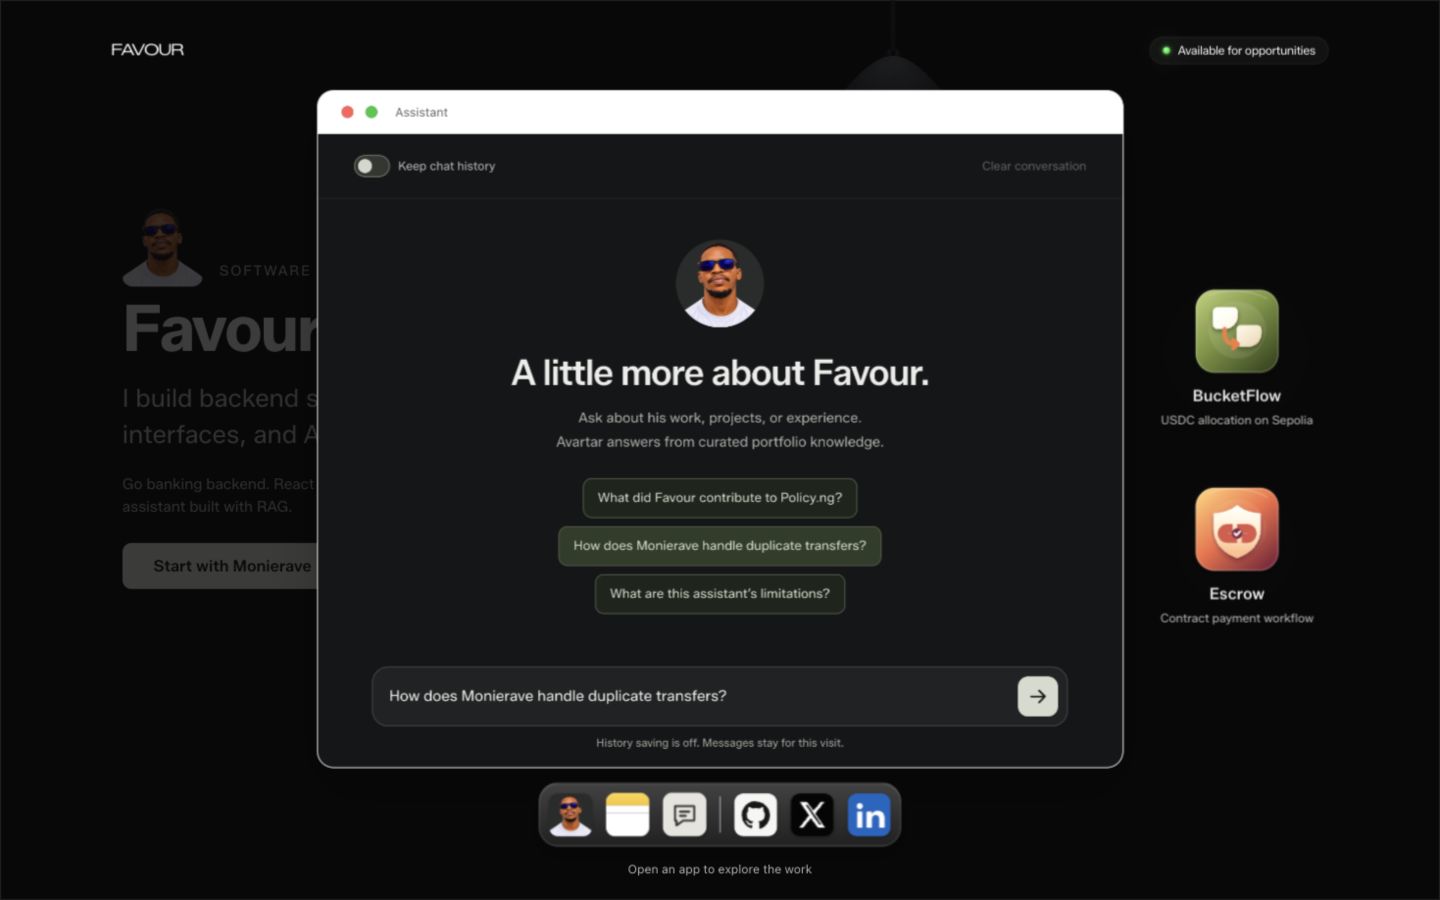 FAVOUR
Available for opportunities
Assistant
Keep chat history
Clear conversation
SOFTWARE
Favour
I build backend s
interfaces, and A
Go banking backend. React
assistant built with RAG.
Start with Monierave
A little more about Favour.
Ask about his work, projects, or experience.
Avartar answers from curated portfolio knowledge.
What did Favour contribute to Policy.ng?
How does Monierave handle duplicate transfers?
What are this assistant's limitations?
How does Monierave handle duplicate transfers?
History saving is off. Messages stay for this visit.
BucketFlow
USDC allocation on Sepolia
Escrow
Contract payment workflow
X
in
Open an app to explore the work